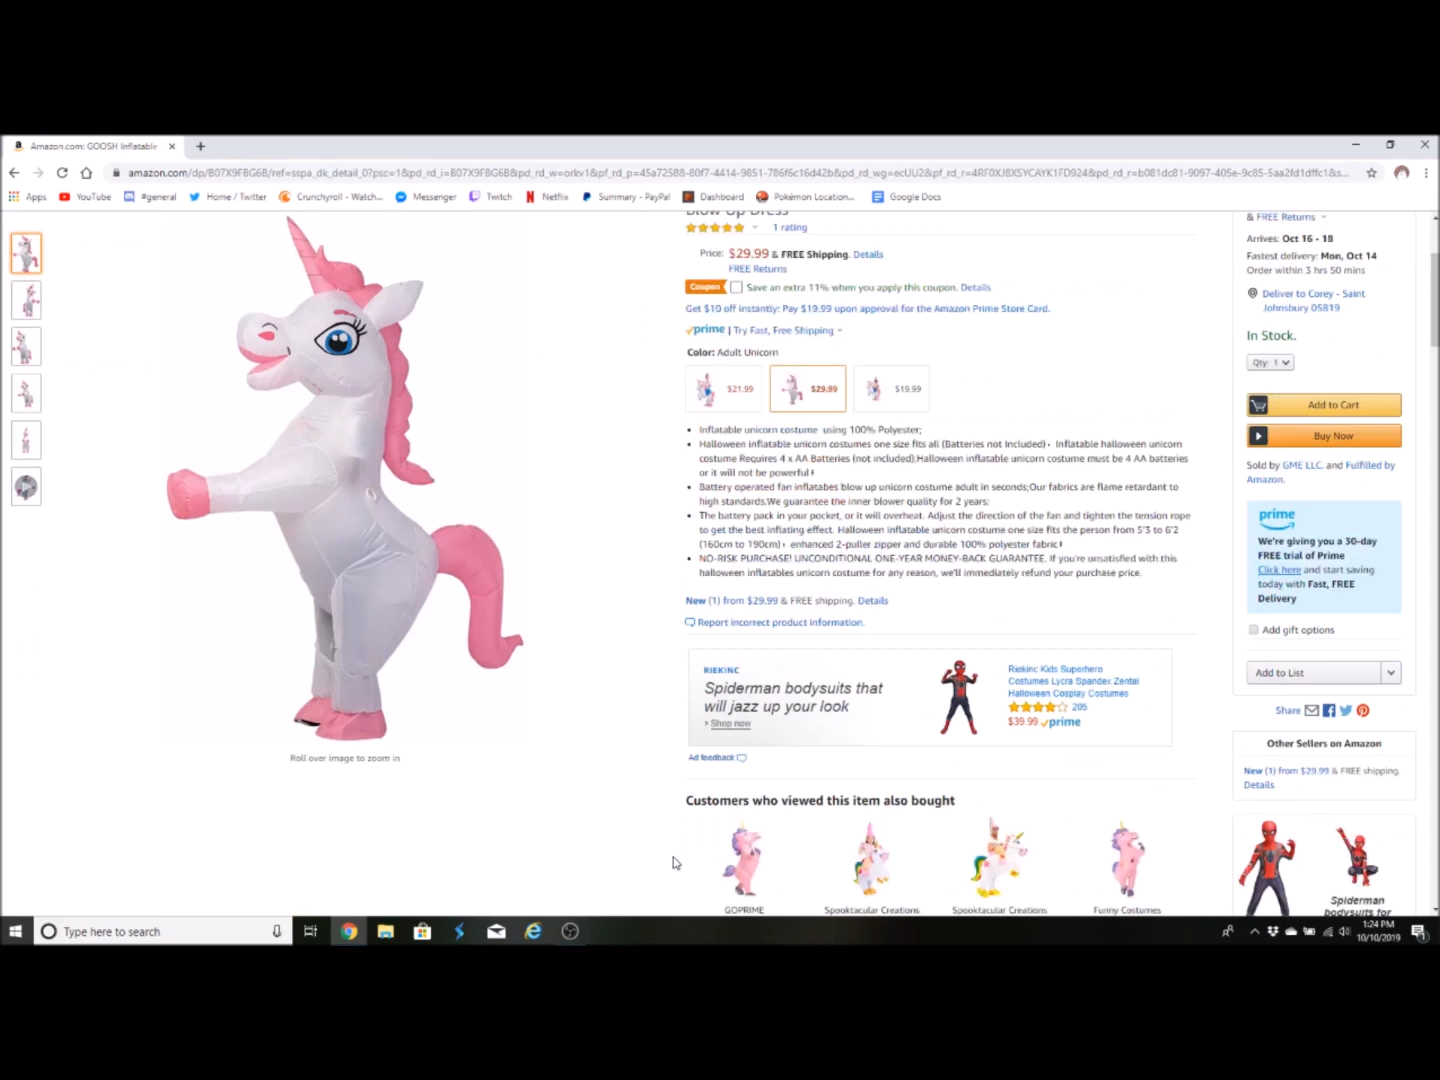 Amazon.com: GOOSH Inflatable
amazon.com/dp/B07X9FBG6B/ref=sspa_dk_detail_0?psc=1&pd_rd_i=B07X9FBG6B&pd_rd_w=orkv1&pf_rd_p=45a72588-80f7-4414-9851-786f6c16d42b&pd_rd_wg=ecUU2&pf_rd_r=4RF0XJ8XSYCAYK1FD924&pd_rd_r=b081dc81-9097-405e-9c85-5aa2fd1dffc1&s...
Apps YouTube #general Home / Twitter Crunchyroll - Watch... Messenger Twitch Netflix Summary - PayPal Dashboard Pokémon Location... Google Docs
Blow Up Dress
1 rating
Price: $29.99 & FREE Shipping. Details
FREE Returns
Coupon Save an extra 11% when you apply this coupon. Details
Get $10 off instantly: Pay $19.99 upon approval for the Amazon Prime Store Card.
prime | Try Fast, Free Shipping
Color: Adult Unicorn
$21.99 $29.99 $19.99
• Inflatable unicorn costume using 100% Polyester;
• Halloween inflatable unicorn costumes one size fits all (Batteries not Included)， Inflatable halloween unicorn
costume Requires 4 x AA Batteries (not included).Halloween inflatable unicorn costume must be 4 AA batteries
or it will not be powerful！
• Battery operated fan inflatables blow up unicorn costume adult in seconds;Our fabrics are flame retardant to
high standards.We guarantee the inner blower quality for 2 years;
• The battery pack in your pocket, or it will overheat. Adjust the direction of the fan and tighten the tension rope
to get the best inflating effect. Halloween inflatable unicorn costume one size fits the person from 5'3 to 6'2
(160cm to 190cm)， enhanced 2-puller zipper and durable 100% polyester fabric！
• NO-RISK PURCHASE! UNCONDITIONAL ONE-YEAR MONEY-BACK GUARANTEE. If you're unsatisfied with this
halloween inflatables unicorn costume for any reason, we'll immediately refund your purchase price.
New (1) from $29.99 & FREE shipping. Details
Report incorrect product information.
RIEKINC
Spiderman bodysuits that
will jazz up your look
Shop now
Riekinc Kids Superhero
Costumes Lycra Spandex Zentai
Halloween Cosplay Costumes
205
$39.99 prime
Ad feedback
Roll over image to zoom in
Customers who viewed this item also bought
GOPRIME Spooktacular Creations Spooktacular Creations Funny Costumes
& FREE Returns
Arrives: Oct 16 - 18
Fastest delivery: Mon, Oct 14
Order within 3 hrs 50 mins
Deliver to Corey - Saint
Johnsbury 05819
In Stock.
Qty: 1
Add to Cart
Buy Now
Sold by GME LLC. and Fulfilled by
Amazon.
prime
We're giving you a 30-day
FREE trial of Prime
Click here and start saving
today with Fast, FREE
Delivery
Add gift options
Add to List
Share
Other Sellers on Amazon
New (1) from $29.99 & FREE shipping.
Details
Spiderman
bodysuits for
Type here to search
1:24 PM
10/10/2019